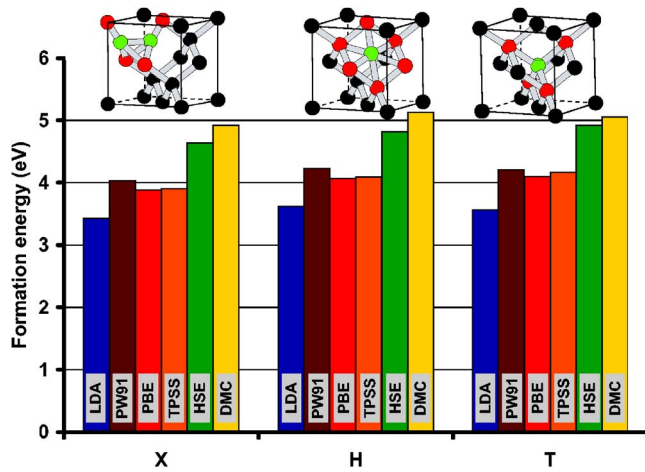 Formation energy (eV)
6
5
4
3
2
1
0
LDA
PW91
PBE
TPSS
HSE
DMC
LDA
PW91
PBE
TPSS
HSE
DMC
LDA
PW91
PBE
TPSS
HSE
DMC
X
H
T